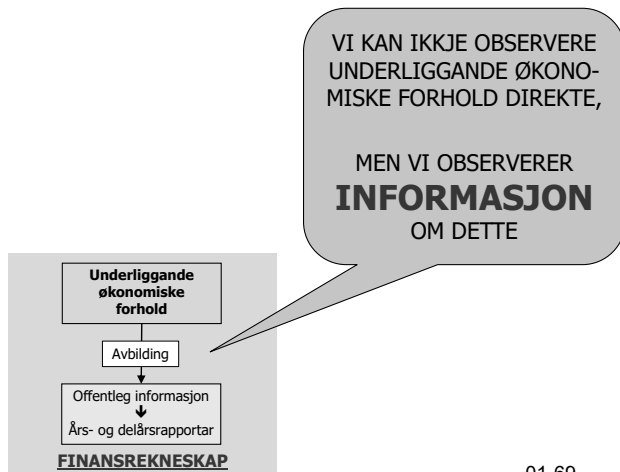 VI KAN IKKJE OBSERVERE
UNDERLIGGANDE ØKONO-
MISKE FORHOLD DIREKTE,
MEN VI OBSERVERER
INFORMASJON
OM DETTE
Underliggande
økonomiske
forhold
Avbilding
Offentleg informasjon
Års- og delårsrapportar
FINANSREKNESKAP
01-69